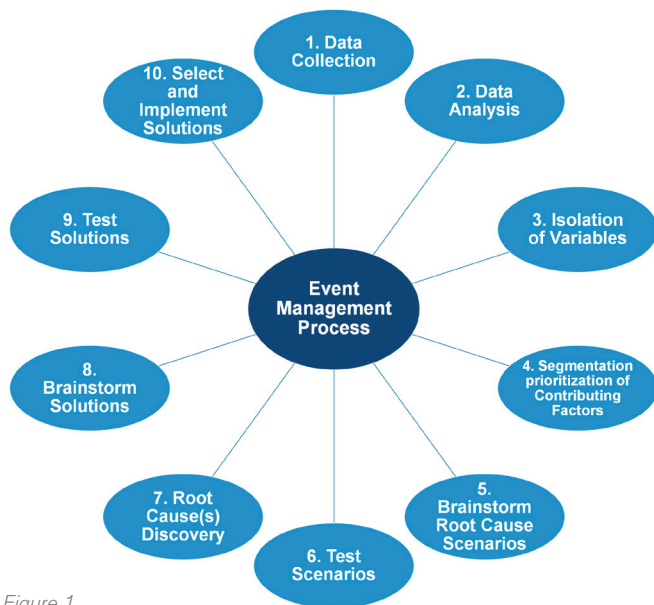 1. Data
Collection
2. Data
Analysis
3. Isolation
of Variables
4. Segmentation
prioritization of
Contributing
Factors
5.
Brainstorm
Root Cause
Scenarios
6. Test
Scenarios
7. Root
Cause(s)
Discovery
8.
Brainstorm
Solutions
9. Test
Solutions
10. Select
and
Implement
Solutions
Event
Management
Process
Figure 1